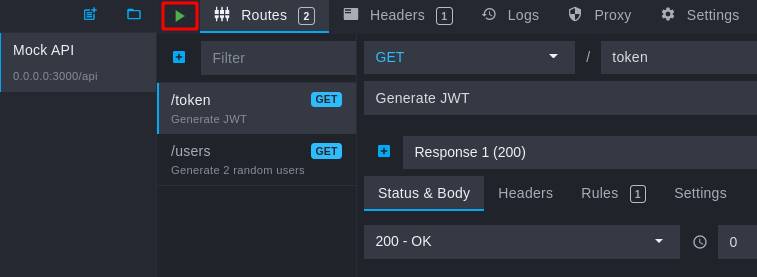 Routes 2 Headers 1 Logs Proxy Settings
Mock API
0.0.0.0:3000/api
Filter
/token GET
Generate JWT
/users GET
Generate 2 random users
GET / token
Generate JWT
Response 1 (200)
Status & Body Headers Rules 1 Settings
200 - OK 0